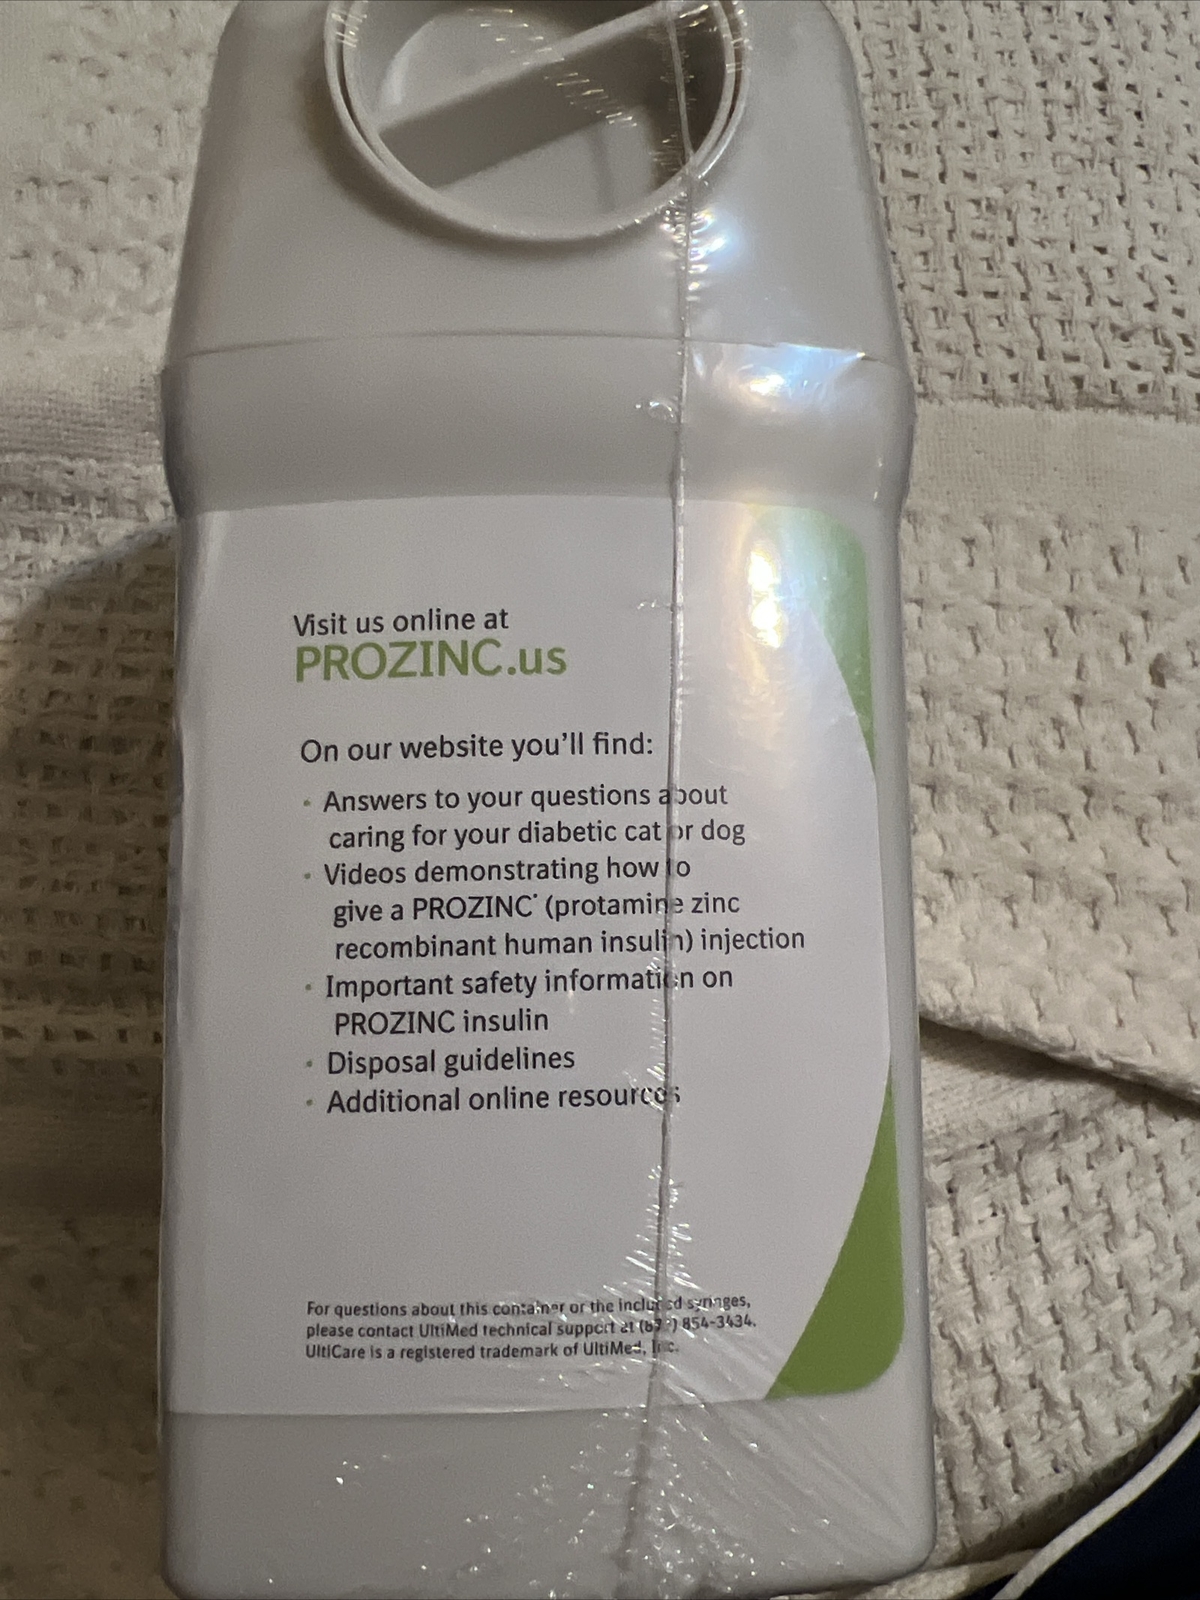 Visit us online at
PROZINC.us
On our website you'll find:
· Answers to your questions about
caring for your diabetic cat or dog
· Videos demonstrating how to
give a PROZINC® (protamine zinc
recombinant human insulin) injection
· Important safety information on
PROZINC insulin
· Disposal guidelines
· Additional online resources
For questions about this container or the included syringes,
please contact UltiMed technical support at 854-3434.
UltiCare is a registered trademark of UltiMed, Inc.